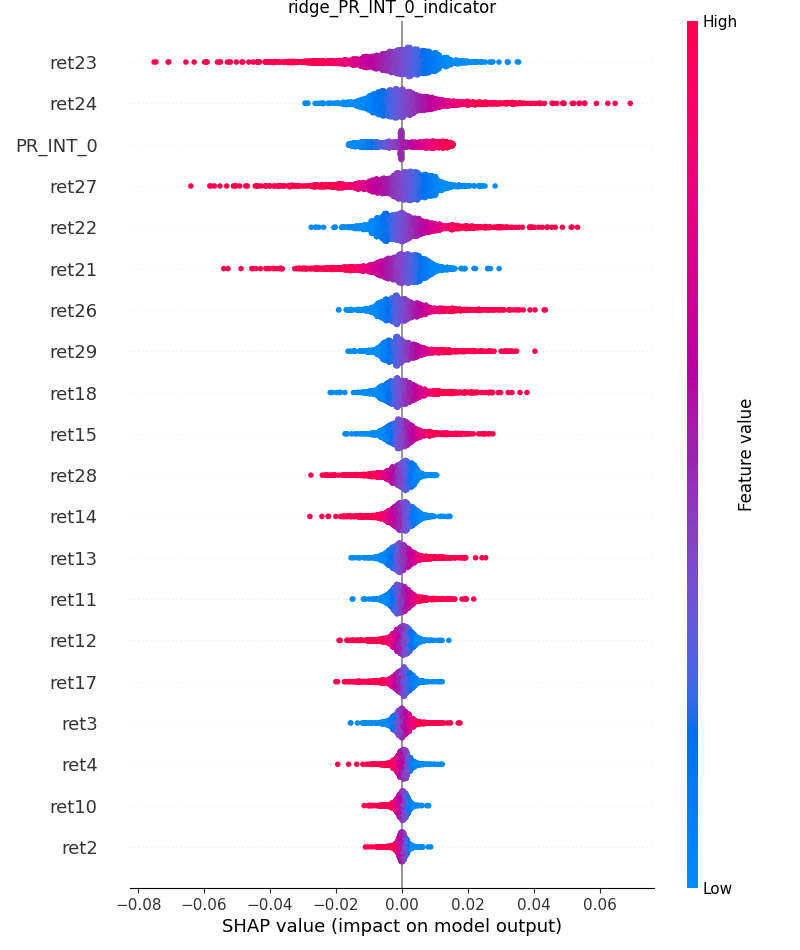 ridge_PR_INT_0_indicator
High
ret23
ret24
PR_INT_0
ret27
ret22
ret21
ret26
ret29
ret18
ret15
ret28
ret14
ret13
ret11
ret12
ret17
ret3
ret4
ret10
ret2
Feature value
Low
−0.08 −0.06 −0.04 −0.02 0.00 0.02 0.04 0.06
SHAP value (impact on model output)